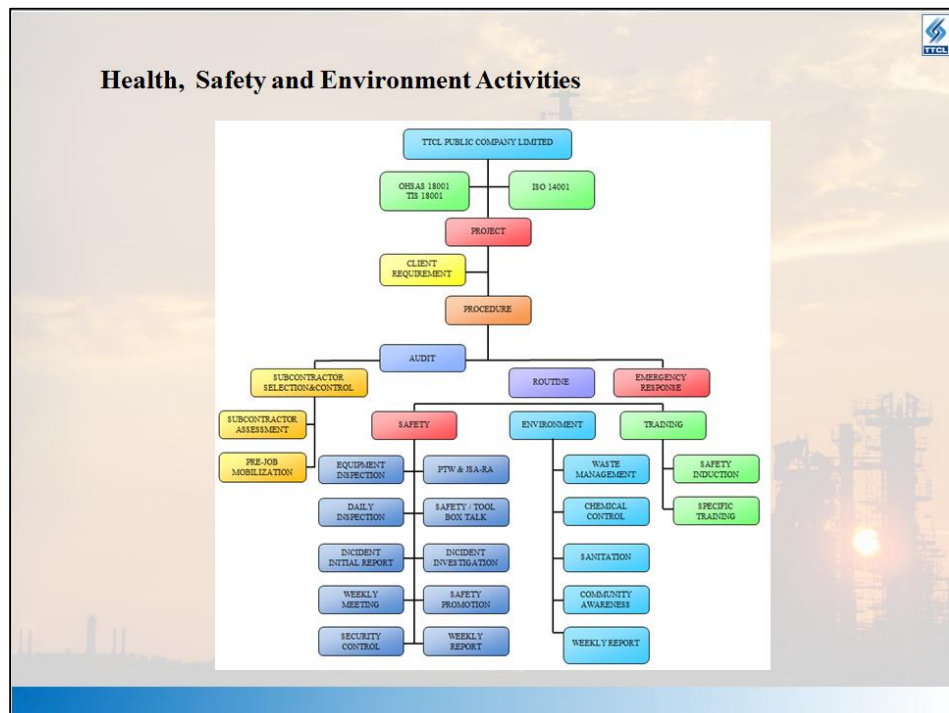 TTCL
Health, Safety and Environment Activities
TTCL PUBLIC COMPANY LIMITED
OHSAS 18001
TIS 18001
ISO 14001
PROJECT
CLIENT
REQUIREMENT
PROCEDURE
AUDIT
SUBCONTRACTOR
SELECTION&CONTROL
ROUTINE
EMERGENCY
RESPONSE
SUBCONTRACTOR
ASSESSMENT
SAFETY
ENVIRONMENT
TRAINING
PRE-JOB
MOBILIZATION
EQUIPMENT
INSPECTION
PTW & JSA-RA
WASTE
MANAGEMENT
SAFETY
INDUCTION
DAILY
INSPECTION
SAFETY / TOOL
BOX TALK
CHEMICAL
CONTROL
SPECIFIC
TRAINING
INCIDENT
INITIAL REPORT
INCIDENT
INVESTIGATION
SANITATION
WEEKLY
MEETING
SAFETY
PROMOTION
COMMUNITY
AWARENESS
SECURITY
CONTROL
WEEKLY
REPORT
WEEKLY REPORT